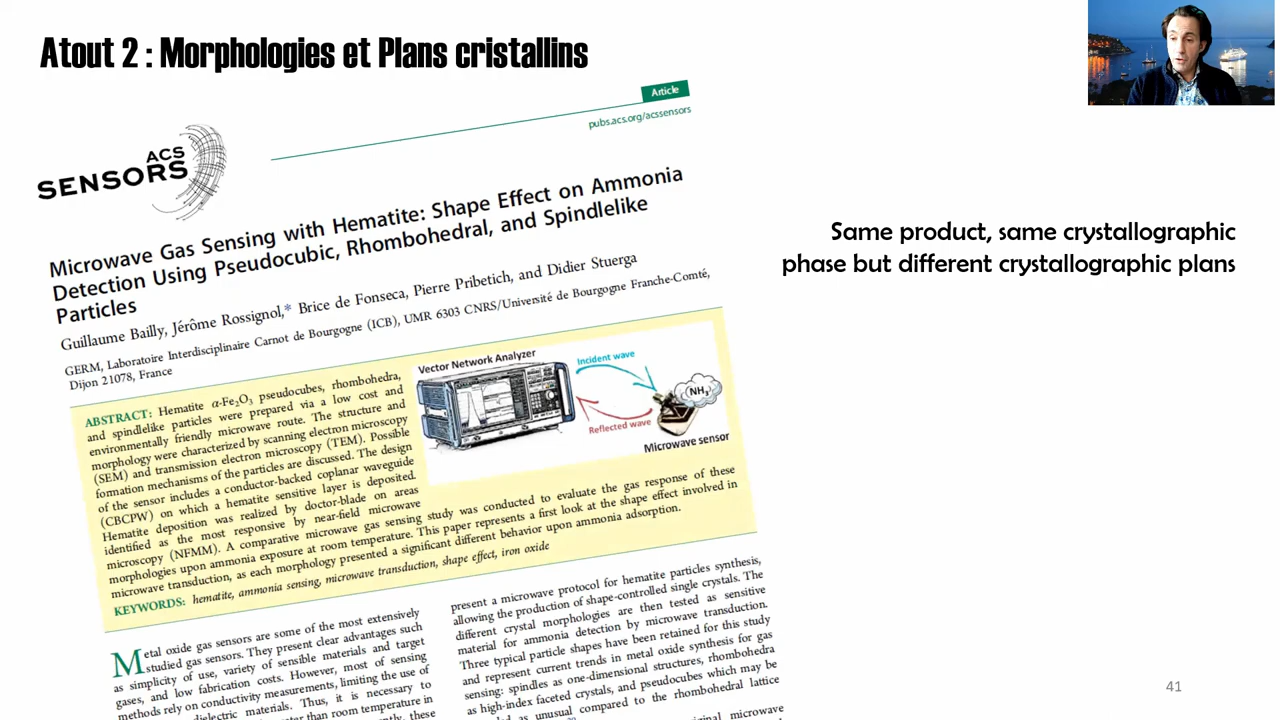 Atout 2 : Morphologies et Plans cristallins
Article
pubs.acs.org/acssensors
ACS
SENSORS
Microwave Gas Sensing with Hematite: Shape Effect on Ammonia
Detection Using Pseudocubic, Rhombohedral, and Spindlelike
Particles
Guillaume Bailly, Jérôme Rossignol,* Brice de Fonseca, Pierre Pribetich, and Didier Stuerga
GERM, Laboratoire Interdisciplinaire Carnot de Bourgogne (ICB), UMR 6303 CNRS/Université de Bourgogne Franche-Comté,
Dijon 21078, France
ABSTRACT: Hematite α-Fe2O3 pseudocubes, rhombohedra,
and spindlelike particles were prepared via a low cost and
environmentally friendly microwave route. The structure and
morphology were characterized by scanning electron microscopy
(SEM) and transmission electron microscopy (TEM). Possible
formation mechanisms of the particles are discussed. The design
of the sensor includes a conductor-backed coplanar waveguide
(CBCPW) on which a hematite sensitive layer is deposited.
Hematite deposition was realized by doctor-blade on areas
identified as the most responsive by near-field microwave
microscopy (NFMM). A comparative microwave gas sensing study was conducted to evaluate the gas response of these
morphologies upon ammonia exposure at room temperature. This paper represents a first look at the shape effect involved in
microwave transduction, as each morphology presented a significant different behavior upon ammonia adsorption.
KEYWORDS: hematite, ammonia sensing, microwave transduction, shape effect, iron oxide
Vector Network Analyzer
Incident wave
NH3
Reflected wave
Microwave sensor
Metal oxide gas sensors are some of the most extensively
studied gas sensors. They present clear advantages such
as simplicity of use, variety of sensible materials and target
gases, and low fabrication costs. However, most of sensing
methods rely on conductivity measurements, limiting the use of
dielectric materials. Thus, it is necessary to
than room temperature in
these
present a microwave protocol for hematite particles synthesis,
allowing the production of shape-controlled single crystals. The
different crystal morphologies are then tested as sensitive
material for ammonia detection by microwave transduction.
Three typical particle shapes have been retained for this study
and represent current trends in metal oxide synthesis for gas
sensing: spindles as one-dimensional structures, rhombohedra
as high-index faceted crystals, and pseudocubes which may be
as unusual compared to the rhombohedral lattice
microwave
Same product, same crystallographic
phase but different crystallographic plans
41